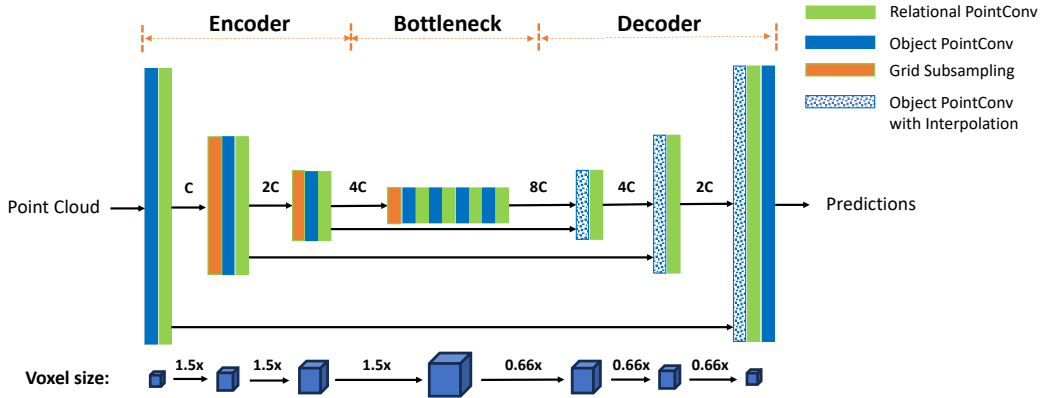 Encoder
Bottleneck
Decoder
Relational PointConv
Object PointConv
Grid Subsampling
Object PointConv
with Interpolation
Point Cloud
C
2C
4C
8C
4C
2C
Predictions
Voxel size:
1.5x
1.5x
1.5x
0.66x
0.66x
0.66x